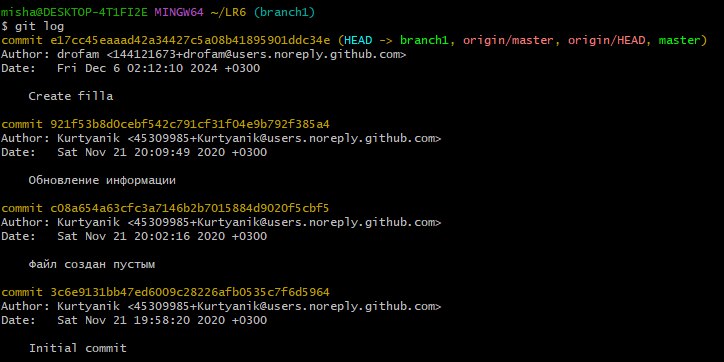 misha@DESKTOP-4T1FI2E MINGW64 ~/LR6 (branch1)
$ git log
commit e17cc45eaaad42a34427c5a08b41895901ddc34e (HEAD -> branch1, origin/master, origin/HEAD, master)
Author: drofam <144121673+drofam@users.noreply.github.com>
Date:   Fri Dec 6 02:12:10 2024 +0300
Create filla
commit 921f53b8d0cebf542c791cf31f04e9b792f385a4
Author: Kurtyanik <45309985+Kurtyanik@users.noreply.github.com>
Date:   Sat Nov 21 20:09:49 2020 +0300
Обновление информации
commit c08a654a63cfc3a7146b2b7015884d9020f5cbf5
Author: Kurtyanik <45309985+Kurtyanik@users.noreply.github.com>
Date:   Sat Nov 21 20:02:16 2020 +0300
Файл создан пустым
commit 3c6e9131bb47ed6009c28226afb0535c7f6d5964
Author: Kurtyanik <45309985+Kurtyanik@users.noreply.github.com>
Date:   Sat Nov 21 19:58:20 2020 +0300
Initial commit